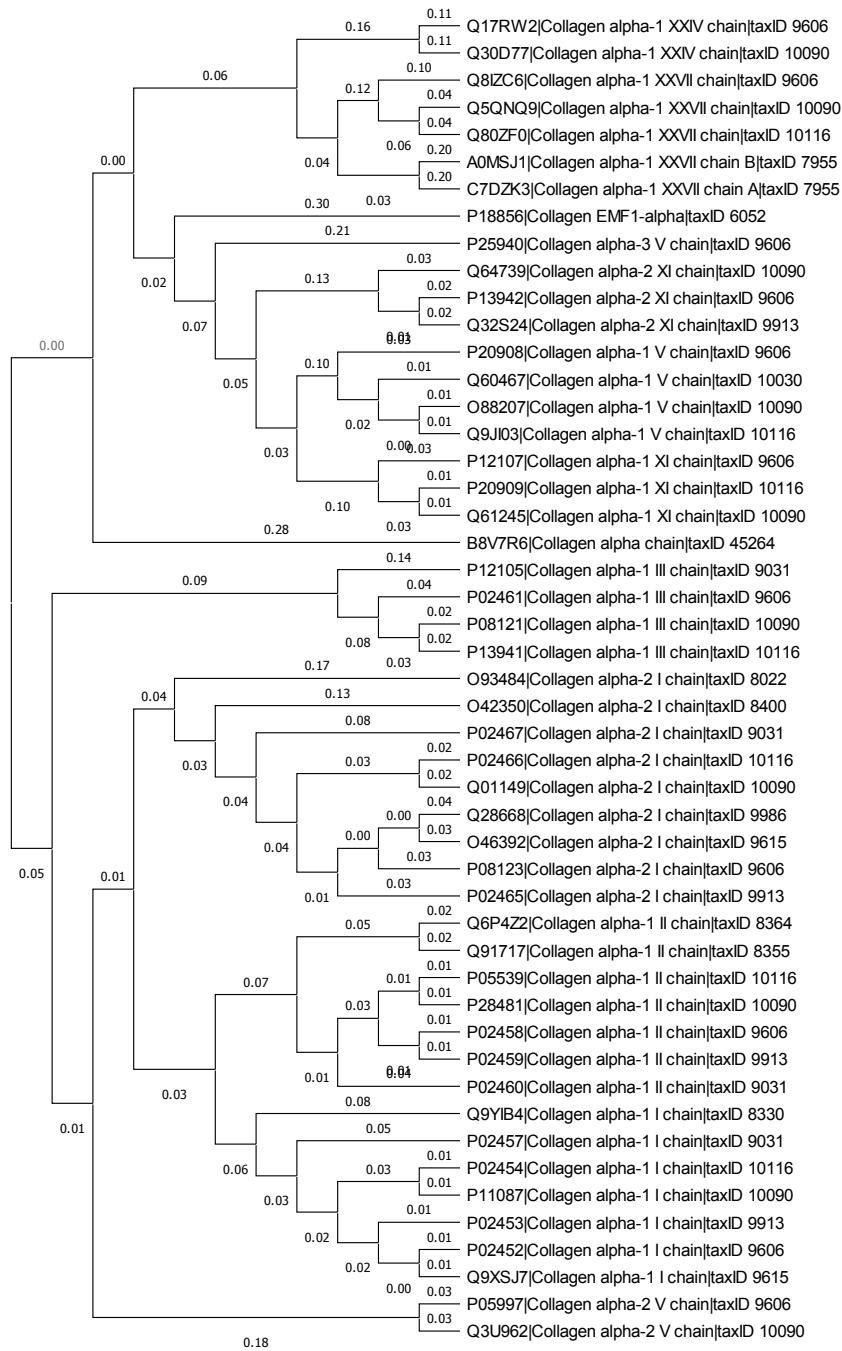 0.11
0.16
Q17RW2|Collagen alpha-1 XXIV chain|taxID 9606
0.11
Q30D77|Collagen alpha-1 XXIV chain|taxID 10090
0.06
0.10
Q8IZC6|Collagen alpha-1 XXVII chain|taxID 9606
0.12
0.04
Q5QNQ9|Collagen alpha-1 XXVII chain|taxID 10090
0.04
Q80ZF0|Collagen alpha-1 XXVII chain|taxID 10116
0.06
0.20
0.00
0.04
A0MSJ1|Collagen alpha-1 XXVII chain B|taxID 7955
0.20
C7DZK3|Collagen alpha-1 XXVII chain A|taxID 7955
0.30
0.03
P18856|Collagen EMF1-alpha|taxID 6052
0.21
P25940|Collagen alpha-3 V chain|taxID 9606
0.02
0.13
0.03
Q64739|Collagen alpha-2 XI chain|taxID 10090
0.02
P13942|Collagen alpha-2 XI chain|taxID 9606
0.07
0.02
Q32S24|Collagen alpha-2 XI chain|taxID 9913
0.03
0.00
P20908|Collagen alpha-1 V chain|taxID 9606
0.05
0.10
0.01
Q60467|Collagen alpha-1 V chain|taxID 10030
0.01
O88207|Collagen alpha-1 V chain|taxID 10090
0.02
0.01
Q9JI03|Collagen alpha-1 V chain|taxID 10116
0.03
0.00
0.03
P12107|Collagen alpha-1 XI chain|taxID 9606
0.01
P20909|Collagen alpha-1 XI chain|taxID 10116
0.10
0.01
Q61245|Collagen alpha-1 XI chain|taxID 10090
0.28
0.03
B8V7R6|Collagen alpha chain|taxID 45264
0.14
P12105|Collagen alpha-1 III chain|taxID 9031
0.09
0.04
P02461|Collagen alpha-1 III chain|taxID 9606
0.02
P08121|Collagen alpha-1 III chain|taxID 10090
0.08
0.02
P13941|Collagen alpha-1 III chain|taxID 10116
0.03
0.17
O93484|Collagen alpha-2 I chain|taxID 8022
0.04
0.13
O42350|Collagen alpha-2 I chain|taxID 8400
0.08
P02467|Collagen alpha-2 I chain|taxID 9031
0.03
0.03
0.02
P02466|Collagen alpha-2 I chain|taxID 10116
0.02
Q01149|Collagen alpha-2 I chain|taxID 10090
0.04
0.00
0.04
Q28668|Collagen alpha-2 I chain|taxID 9986
0.00
0.03
O46392|Collagen alpha-2 I chain|taxID 9615
0.04
0.03
P08123|Collagen alpha-2 I chain|taxID 9606
0.05
0.01
0.01
0.03
P02465|Collagen alpha-2 I chain|taxID 9913
0.05
0.02
Q6P4Z2|Collagen alpha-1 II chain|taxID 8364
0.02
Q91717|Collagen alpha-1 II chain|taxID 8355
0.07
0.01
0.01
P05539|Collagen alpha-1 II chain|taxID 10116
0.03
0.01
P28481|Collagen alpha-1 II chain|taxID 10090
0.01
P02458|Collagen alpha-1 II chain|taxID 9606
0.01
P02459|Collagen alpha-1 II chain|taxID 9913
0.03
0.01
0.04
P02460|Collagen alpha-1 II chain|taxID 9031
0.08
Q9YIB4|Collagen alpha-1 I chain|taxID 8330
0.01
0.05
P02457|Collagen alpha-1 I chain|taxID 9031
0.06
0.03
0.01
P02454|Collagen alpha-1 I chain|taxID 10116
0.01
P11087|Collagen alpha-1 I chain|taxID 10090
0.03
0.01
P02453|Collagen alpha-1 I chain|taxID 9913
0.02
0.01
P02452|Collagen alpha-1 I chain|taxID 9606
0.02
0.01
Q9XSJ7|Collagen alpha-1 I chain|taxID 9615
0.00
0.03
P05997|Collagen alpha-2 V chain|taxID 9606
0.03
Q3U962|Collagen alpha-2 V chain|taxID 10090
0.18